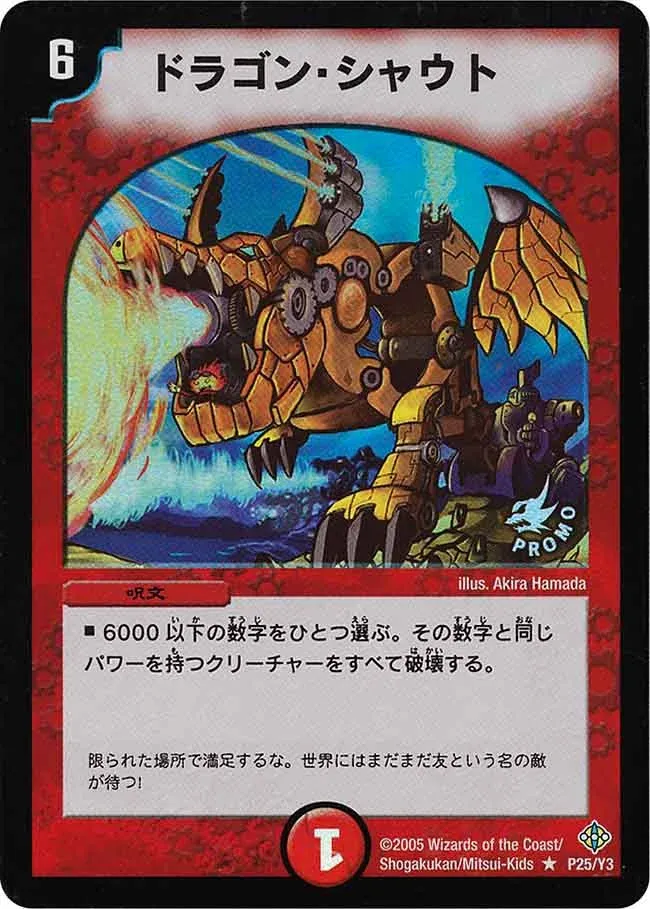 6
ドラゴン・シャウト
PROMO
illus. Akira Hamada
呪文
■ 6000以下の数字をひとつ選ぶ。その数字と同じ
パワーを持つクリーチャーをすべて破壊する。
限られた場所で満足するな。世界にはまだまだ友という名の敵
が待つ!
1
©2005 Wizards of the Coast/
Shogakukan/Mitsui-Kids ★ P25/Y3